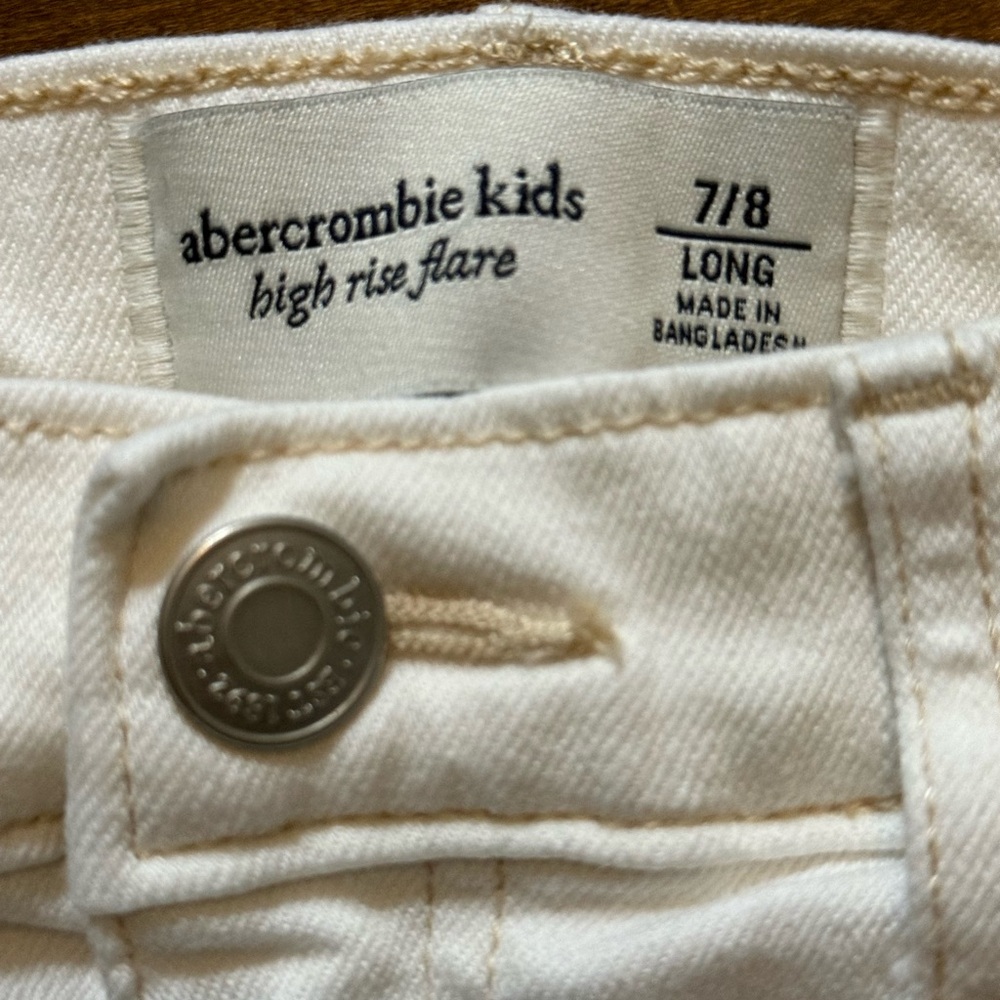 abercrombie kids
high rise flare
7/8
LONG
MADE IN
BANGLADESH
abercrombie
EST. 1892